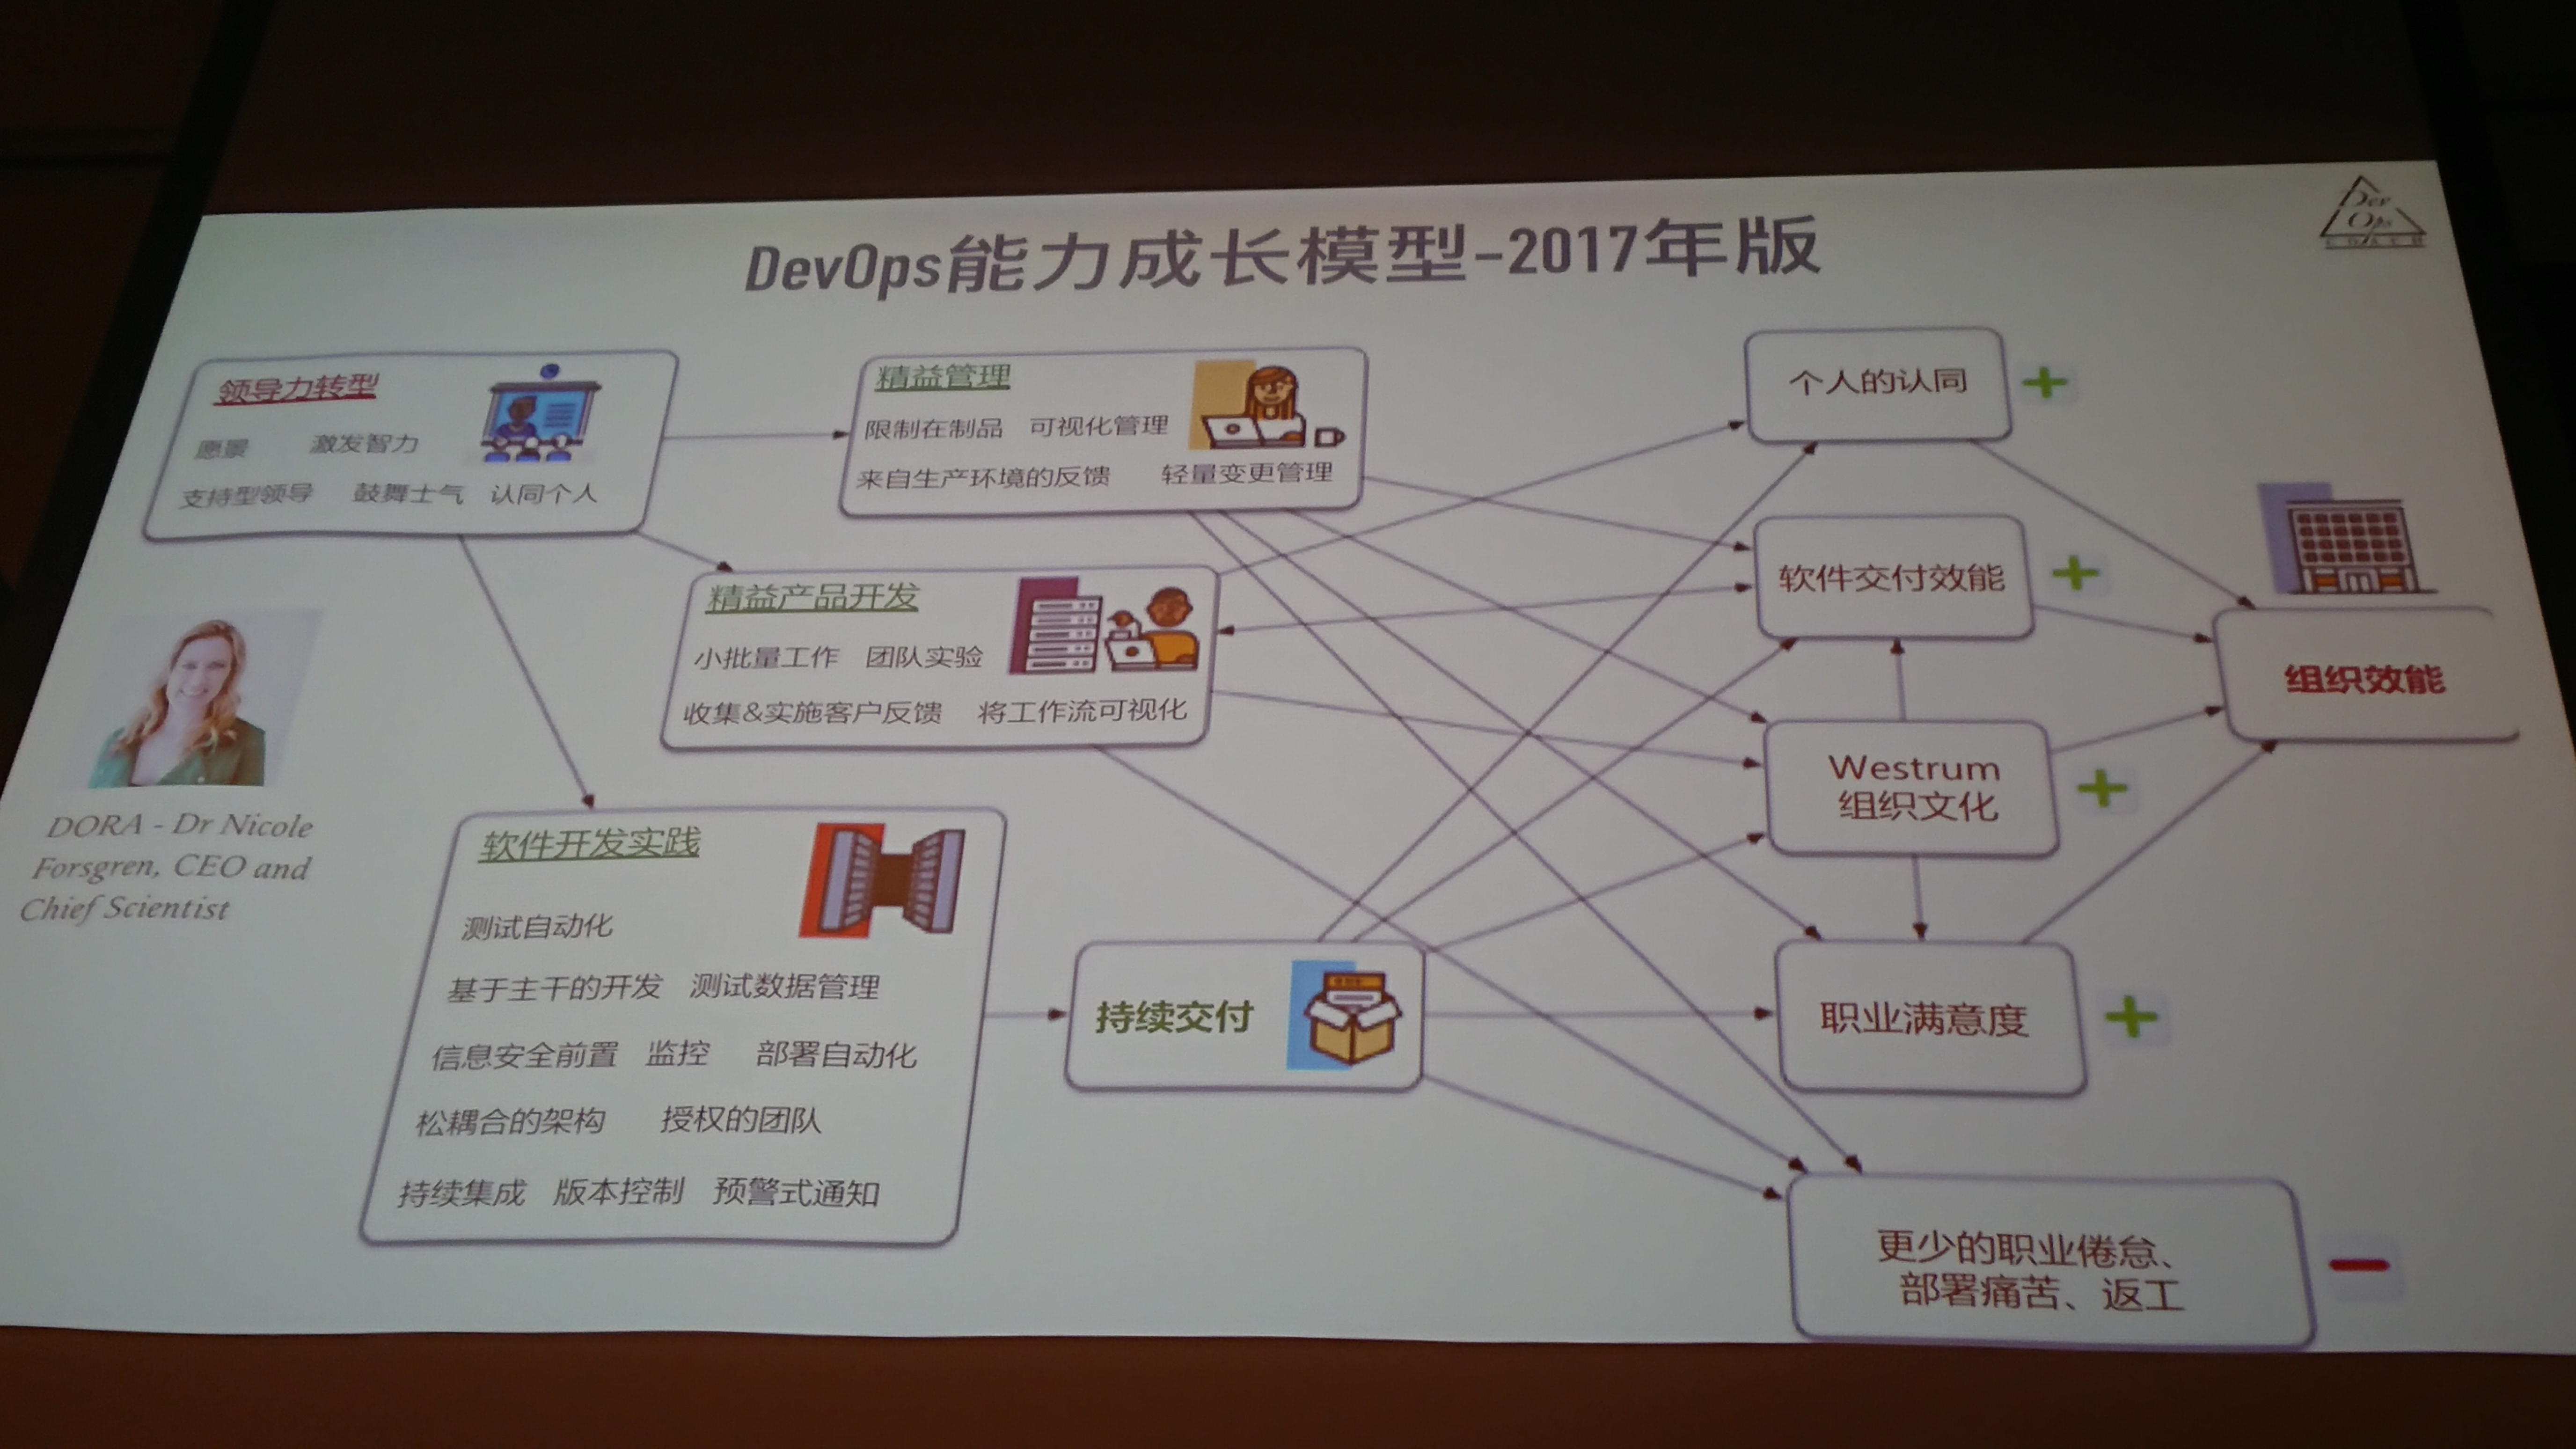 DevOps能力成长模型-2017年版
Dev
Ops
COACH
领导力转型
愿景 激发智力
支持型领导 鼓舞士气 认同个人
精益管理
限制在制品 可视化管理
来自生产环境的反馈 轻量变更管理
精益产品开发
小批量工作 团队实验
收集&实施客户反馈 将工作流可视化
DORA - Dr Nicole
Forsgren, CEO and
Chief Scientist
软件开发实践
测试自动化
基于主干的开发 测试数据管理
信息安全前置 监控 部署自动化
松耦合的架构 授权的团队
持续集成 版本控制 预警式通知
持续交付
个人的认同
软件交付效能
Westrum
组织文化
职业满意度
更少的职业倦怠、
部署痛苦、返工
组织效能